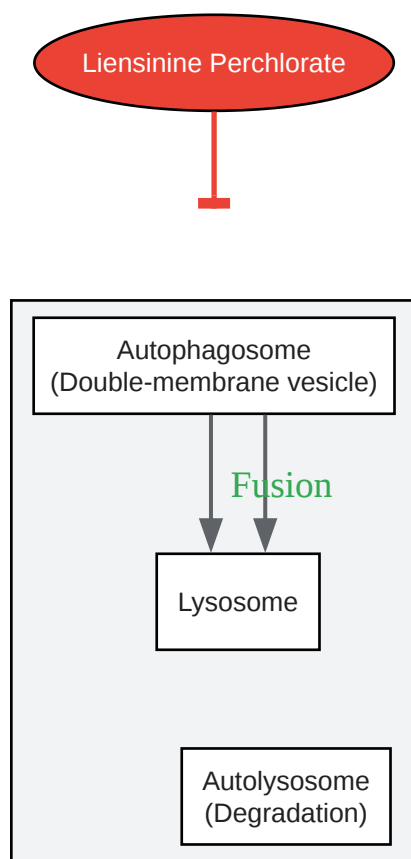 Liensinine Perchlorate
Autophagosome
(Double-membrane vesicle)
Fusion
Lysosome
Autolysosome
(Degradation)